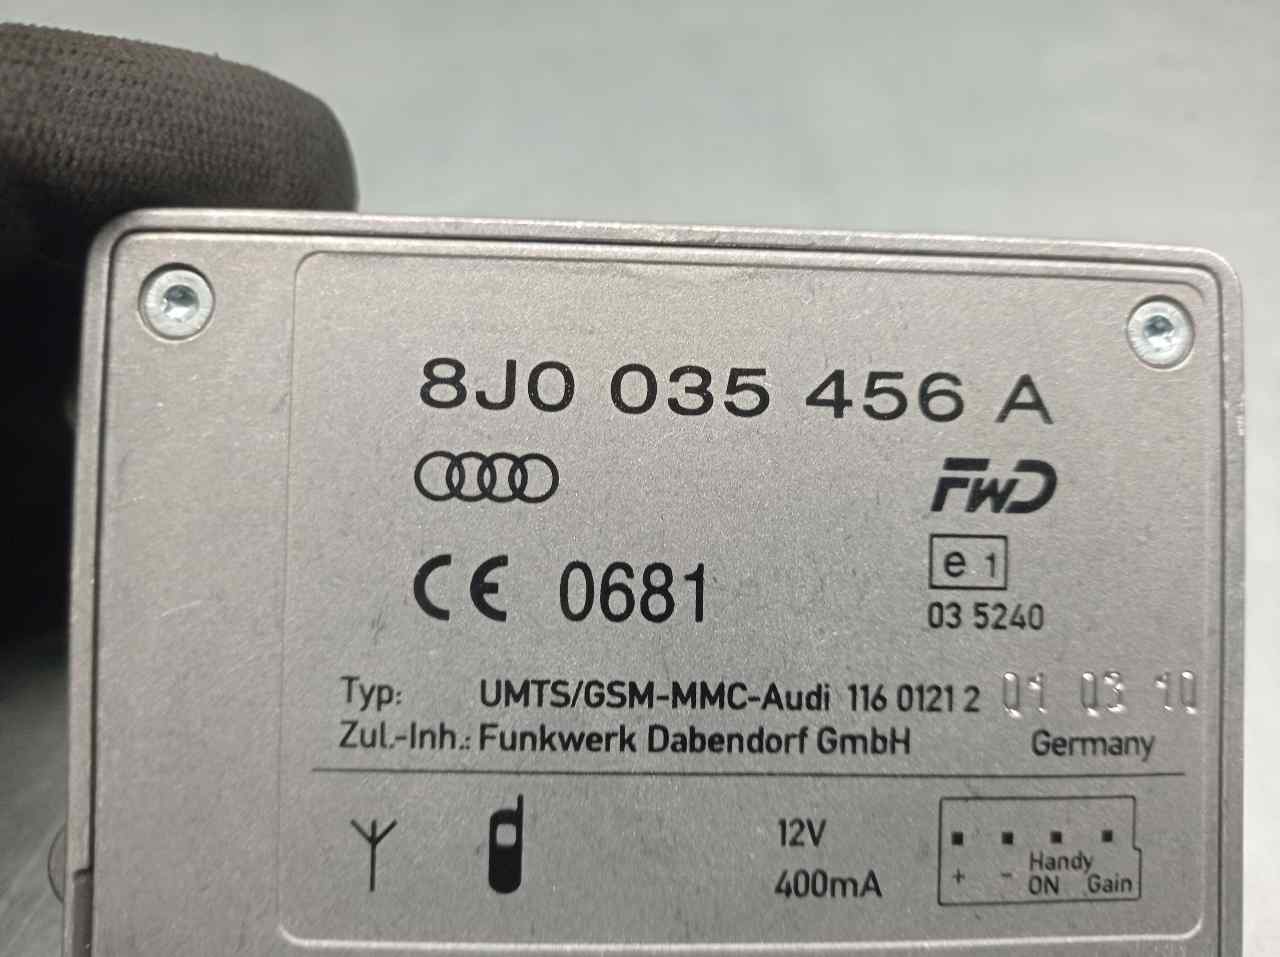 8J0 035 456 A
FWD
CE 0681
e 1
03 5240
Typ: UMTS/GSM-MMC-Audi 116 0121 2 01 03 10
Zul.-Inh.: Funkwerk Dabendorf GmbH Germany
12V
400mA
+ - Handy ON Gain